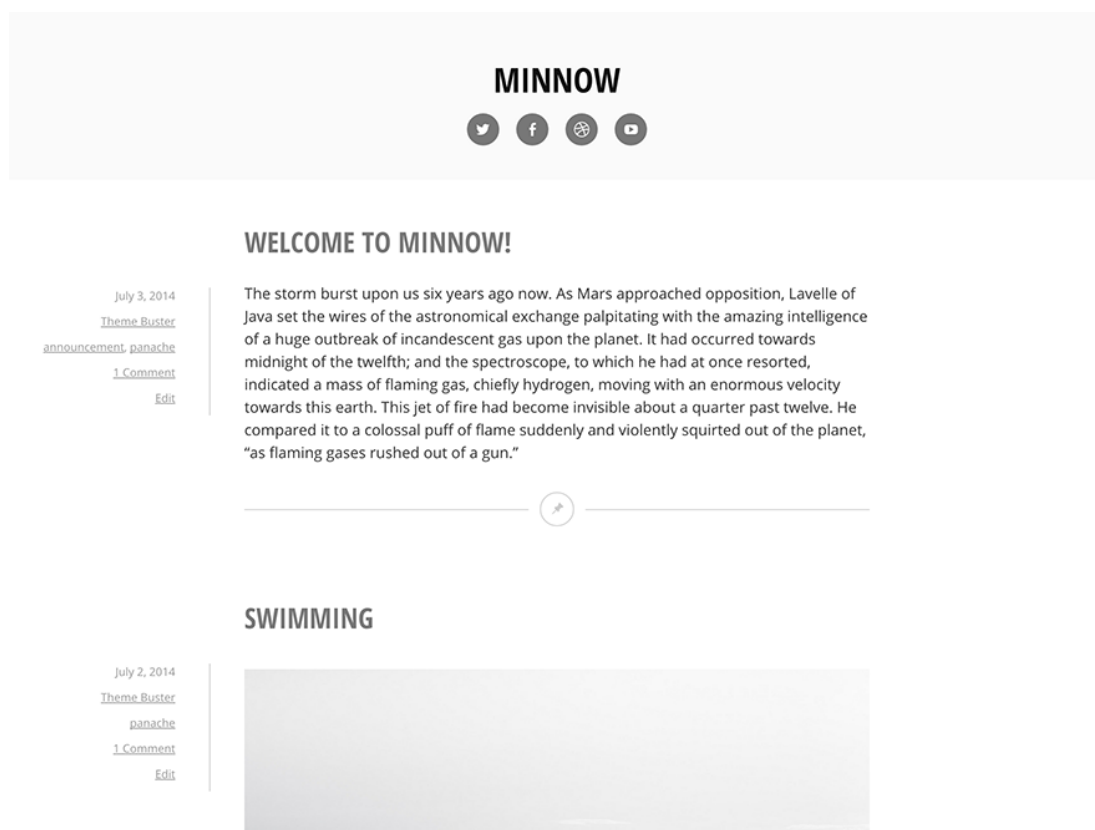 MINNOW
WELCOME TO MINNOW!
July 3, 2014
Theme Buster
announcement, panache
1 Comment
Edit
The storm burst upon us six years ago now. As Mars approached opposition, Lavelle of
Java set the wires of the astronomical exchange palpitating with the amazing intelligence
of a huge outbreak of incandescent gas upon the planet. It had occurred towards
midnight of the twelfth; and the spectroscope, to which he had at once resorted,
indicated a mass of flaming gas, chiefly hydrogen, moving with an enormous velocity
towards this earth. This jet of fire had become invisible about a quarter past twelve. He
compared it to a colossal puff of flame suddenly and violently squirted out of the planet,
“as flaming gases rushed out of a gun.”
SWIMMING
July 2, 2014
Theme Buster
panache
1 Comment
Edit